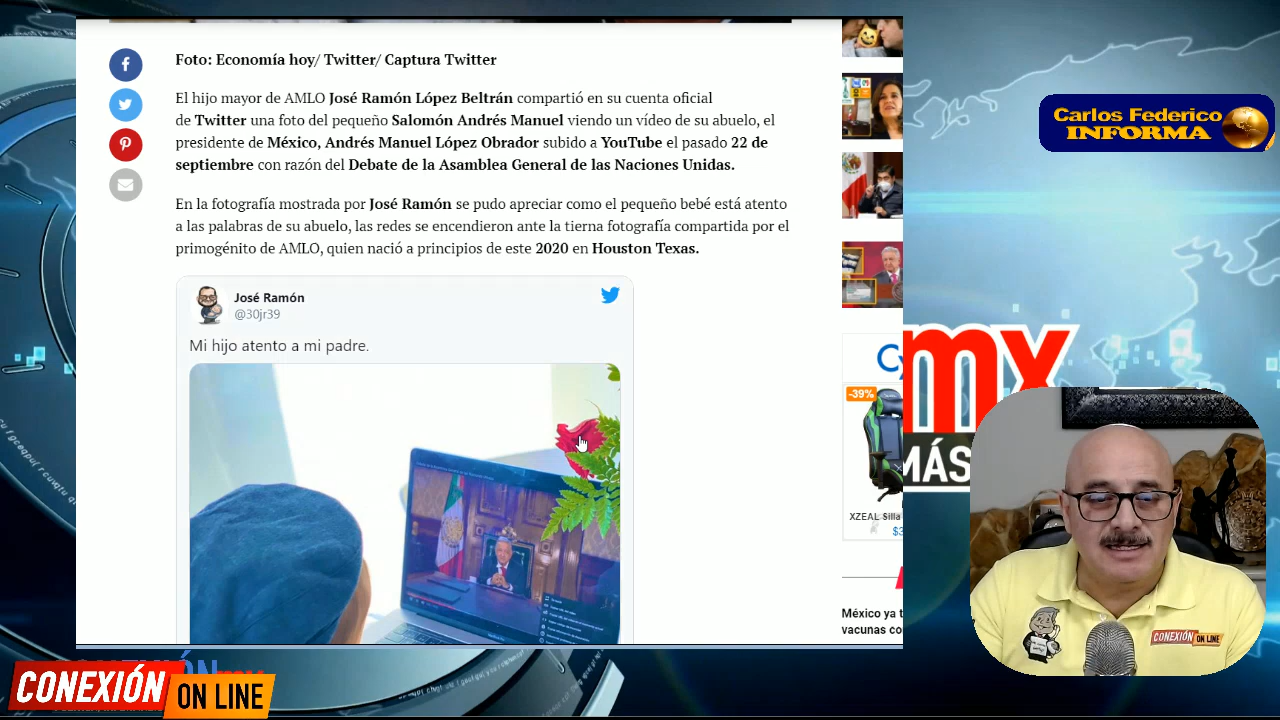 Foto: Economía hoy/ Twitter/ Captura Twitter
El hijo mayor de AMLO José Ramón López Beltrán compartió en su cuenta oficial
de Twitter una foto del pequeño Salomón Andrés Manuel viendo un vídeo de su abuelo, el
presidente de México, Andrés Manuel López Obrador subido a YouTube el pasado 22 de
septiembre con razón del Debate de la Asamblea General de las Naciones Unidas.
En la fotografía mostrada por José Ramón se pudo apreciar como el pequeño bebé está atento
a las palabras de su abuelo, las redes se encendieron ante la tierna fotografía compartida por el
primogénito de AMLO, quien nació a principios de este 2020 en Houston Texas.
José Ramón
@30jr39
Mi hijo atento a mi padre.
-39%
XZEAL Silla
México ya t
vacunas co
Carlos Federico
INFORMA
mx
MÁS
CONEXIÓN
ON LINE
CONEXIÓN ON LINE